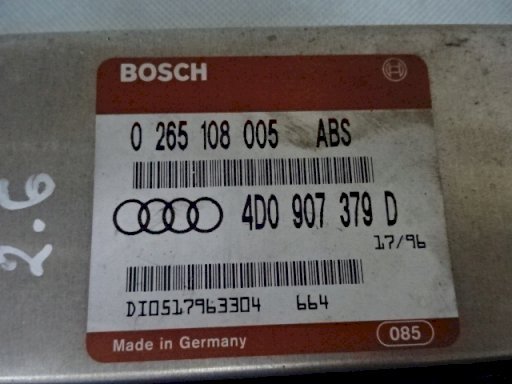 BOSCH
0 265 108 005 ABS
4D0 907 379 D
17/96
DI0517963304 664
Made in Germany 085
2.6